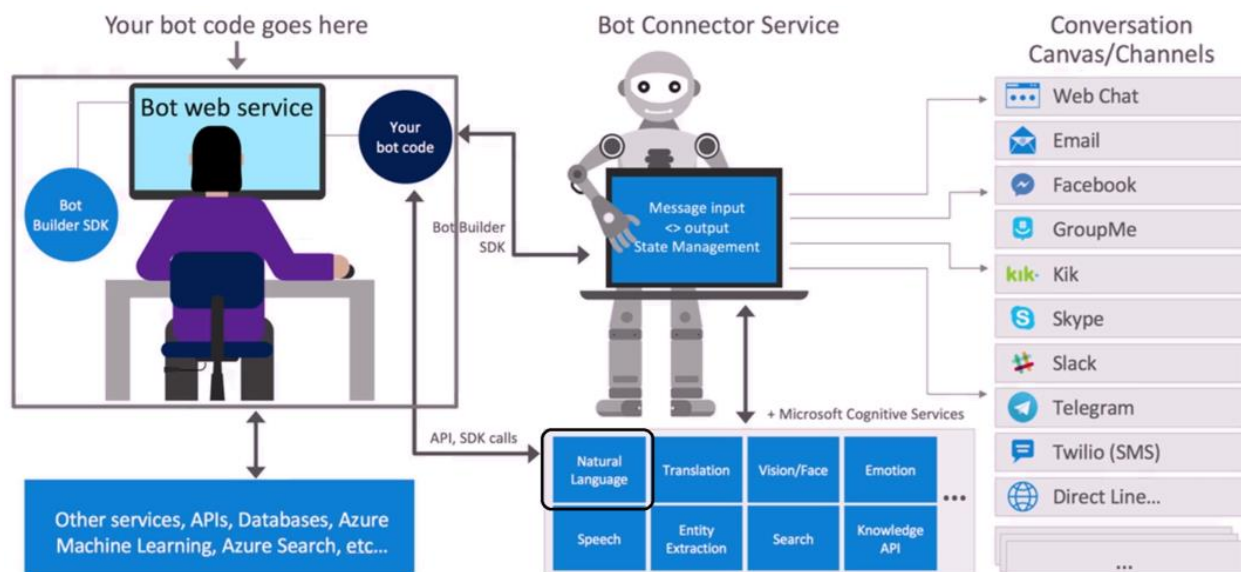 Your bot code goes here
Bot web service
Your
bot code
Bot
Builder SDK
Other services, APIs, Databases, Azure
Machine Learning, Azure Search, etc...
Bot Connector Service
Message input
<> output
State Management
Bot Builder
SDK
API, SDK calls
+ Microsoft Cognitive Services
Natural
Language
Translation
Vision/Face
Emotion
Speech
Entity
Extraction
Search
Knowledge
API
...
Conversation
Canvas/Channels
Web Chat
Email
Facebook
GroupMe
kik.
Kik
Skype
Slack
Telegram
Twilio (SMS)
Direct Line...
...